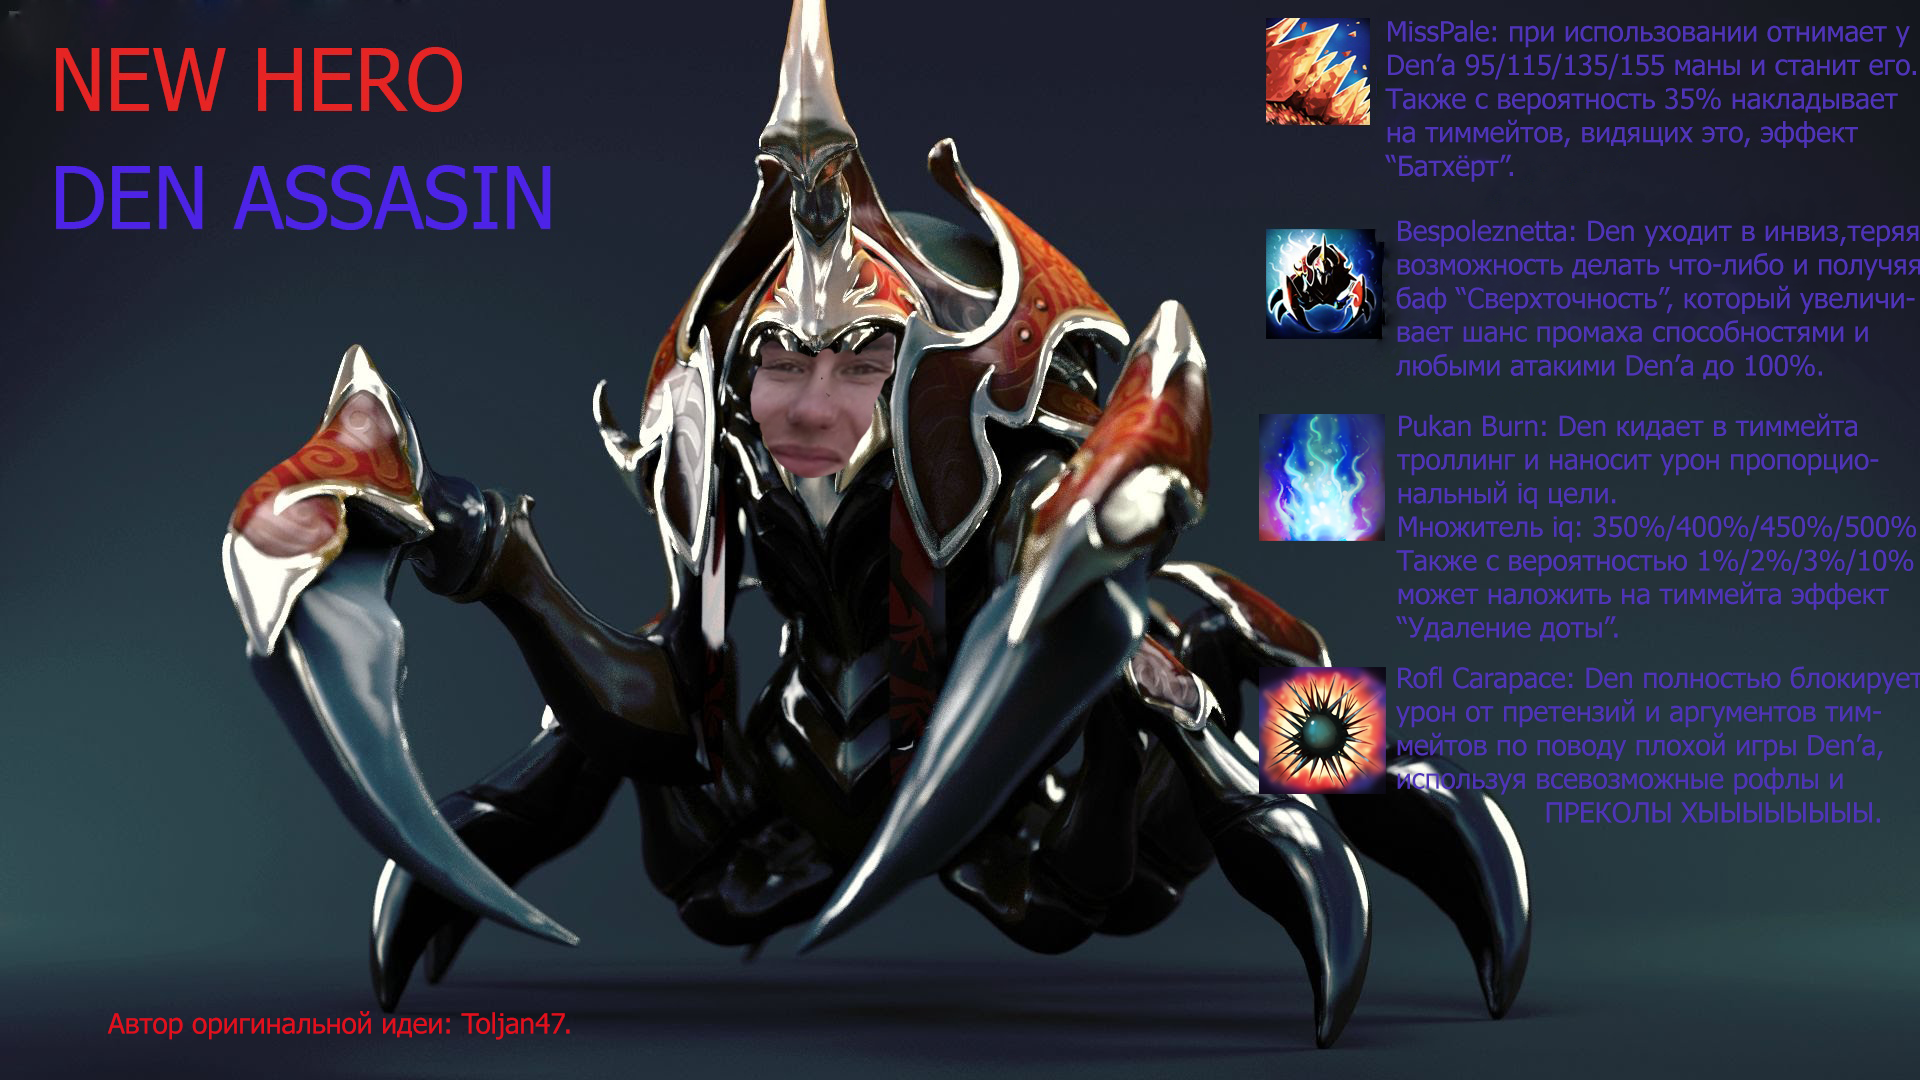 NEW HERO
DEN ASSASIN
MissPale: при использовании отнимает у
Den’a 95/115/135/155 маны и станит его.
Также с вероятность 35% накладывает
на тиммейтов, видящих это, эффект
“Батхёрт”.
Bespoleznetta: Den уходит в инвиз,теряя
возможность делать что-либо и получяя
баф “Сверхточность”, который увеличи-
вает шанс промаха способностями и
любыми атакими Den’a до 100%.
Pukan Burn: Den кидает в тиммейта
троллинг и наносит урон пропорцио-
нальный iq цели.
Множитель iq: 350%/400%/450%/500%
Также с вероятностью 1%/2%/3%/10%
может наложить на тиммейта эффект
“Удаление доты”.
Rofl Carapace: Den полностью блокирует
урон от претензий и аргументов тим-
мейтов по поводу плохой игры Den’a,
используя всевозможные рофлы и
ПРЕКОЛЫ ХЫЫЫЫЫЫЫ.
Автор оригинальной идеи: Toljan47.